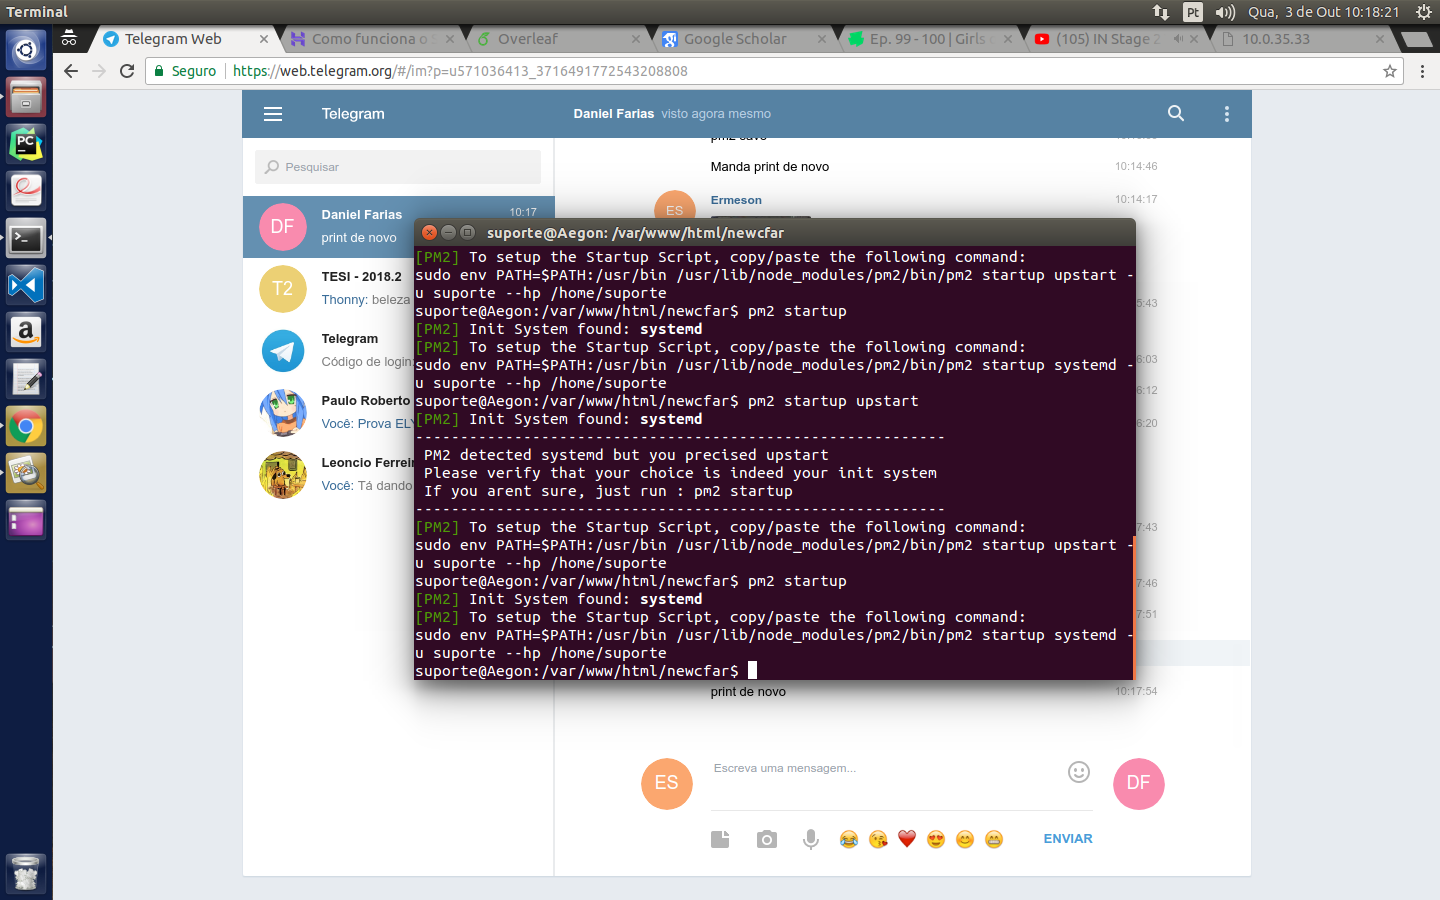 Terminal
Pt
Qua, 3 de Out 10:18:21
Telegram Web
Como funciona o S
Overleaf
Google Scholar
Ep. 99 - 100 | Girls
(105) IN Stage 2
10.0.35.33
Seguro
https://web.telegram.org/#/im?p=u571036413_3716491772543208808
Telegram
Daniel Farias visto agora mesmo
Pesquisar
DF
Daniel Farias
10:17
print de novo
T2
TESI - 2018.2
Thonny: beleza
Telegram
Código de login:
Paulo Roberto
Você: Prova EL
Leoncio Ferrei
Você: Tá dando
Manda print de novo
10:14:46
ES
Ermeson
10:14:17
suporte@Aegon: /var/www/html/newcfar
[PM2] To setup the Startup Script, copy/paste the following command:
sudo env PATH=$PATH:/usr/bin /usr/lib/node_modules/pm2/bin/pm2 startup upstart -
u suporte --hp /home/suporte
suporte@Aegon:/var/www/html/newcfar$ pm2 startup
[PM2] Init System found: systemd
[PM2] To setup the Startup Script, copy/paste the following command:
sudo env PATH=$PATH:/usr/bin /usr/lib/node_modules/pm2/bin/pm2 startup systemd -
u suporte --hp /home/suporte
suporte@Aegon:/var/www/html/newcfar$ pm2 startup upstart
[PM2] Init System found: systemd
-----------------------------------------------------------
PM2 detected systemd but you precised upstart
Please verify that your choice is indeed your init system
If you arent sure, just run : pm2 startup
-----------------------------------------------------------
[PM2] To setup the Startup Script, copy/paste the following command:
sudo env PATH=$PATH:/usr/bin /usr/lib/node_modules/pm2/bin/pm2 startup upstart -
u suporte --hp /home/suporte
suporte@Aegon:/var/www/html/newcfar$ pm2 startup
[PM2] Init System found: systemd
[PM2] To setup the Startup Script, copy/paste the following command:
sudo env PATH=$PATH:/usr/bin /usr/lib/node_modules/pm2/bin/pm2 startup systemd -
u suporte --hp /home/suporte
suporte@Aegon:/var/www/html/newcfar$
5:43
6:03
6:12
6:20
7:43
7:46
7:51
print de novo
10:17:54
ES
Escreva uma mensagem...
DF
ENVIAR